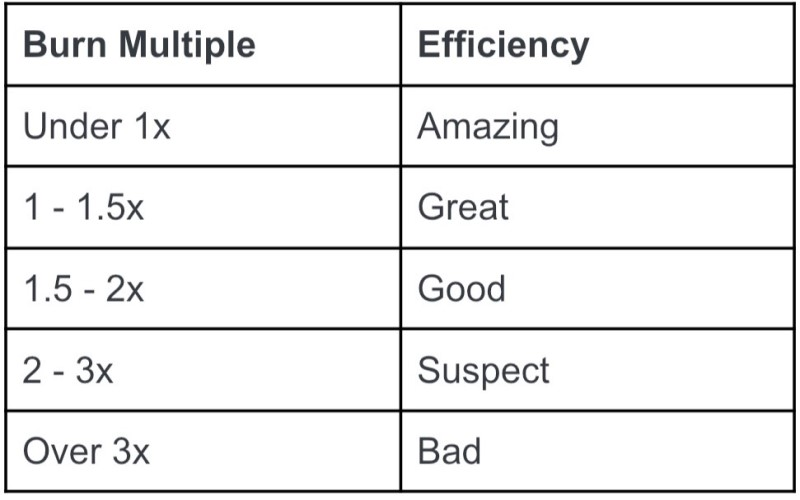 Burn Multiple Efficiency
Under 1x Amazing
1 - 1.5x Great
1.5 - 2x Good
2 - 3x Suspect
Over 3x Bad